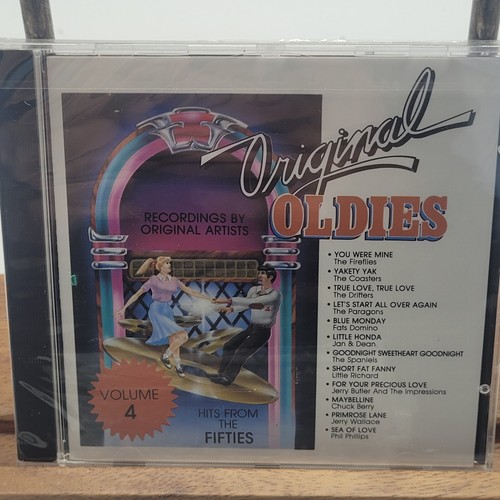 Original
OLDIES
RECORDINGS BY
ORIGINAL ARTISTS
• YOU WERE MINE
The Fireflies
• YAKETY YAK
The Coasters
• TRUE LOVE, TRUE LOVE
The Drifters
• LET'S START ALL OVER AGAIN
The Paragons
• BLUE MONDAY
Fats Domino
• LITTLE HONDA
Jan & Dean
• GOODNIGHT SWEETHEART GOODNIGHT
The Spaniels
• SHORT FAT FANNY
Little Richard
• FOR YOUR PRECIOUS LOVE
Jerry Butler And The Impressions
• MAYBELLINE
Chuck Berry
• PRIMROSE LANE
Jerry Wallace
• SEA OF LOVE
Phil Phillips
VOLUME
4
HITS FROM
THE
FIFTIES